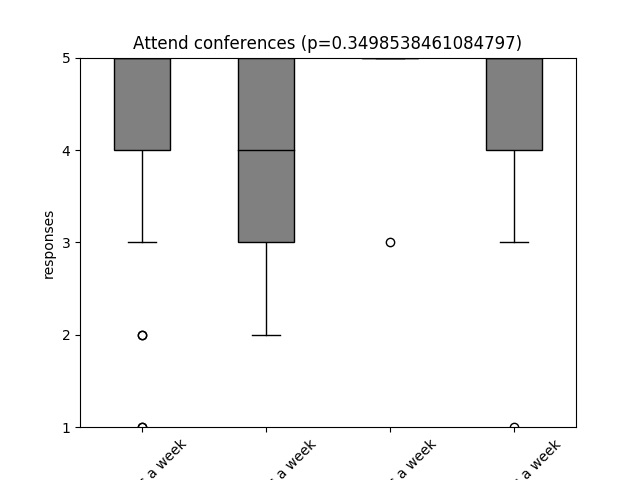 Attend conferences (p=0.3498538461084797)
responses
5
4
3
2
1
a week
a week
a week
a week